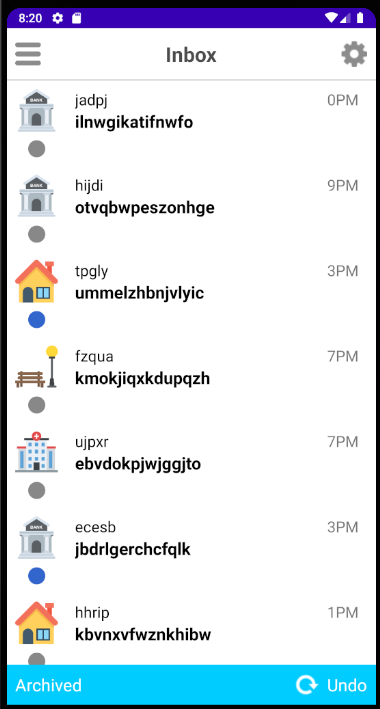 8:20
Inbox
jadpj 0PM
ilnwgikatifnwfo
hijdi 9PM
otvqbwpeszonhge
tpgly 3PM
ummelzhbnjvlyic
fzqua 7PM
kmokjiqxkdupqzh
ujpxr 7PM
ebvdokpjwjggjto
ecesb 3PM
jbdrlgerchcfqlk
hhrip 1PM
kbvnxvfwznkhibw
Archived Undo